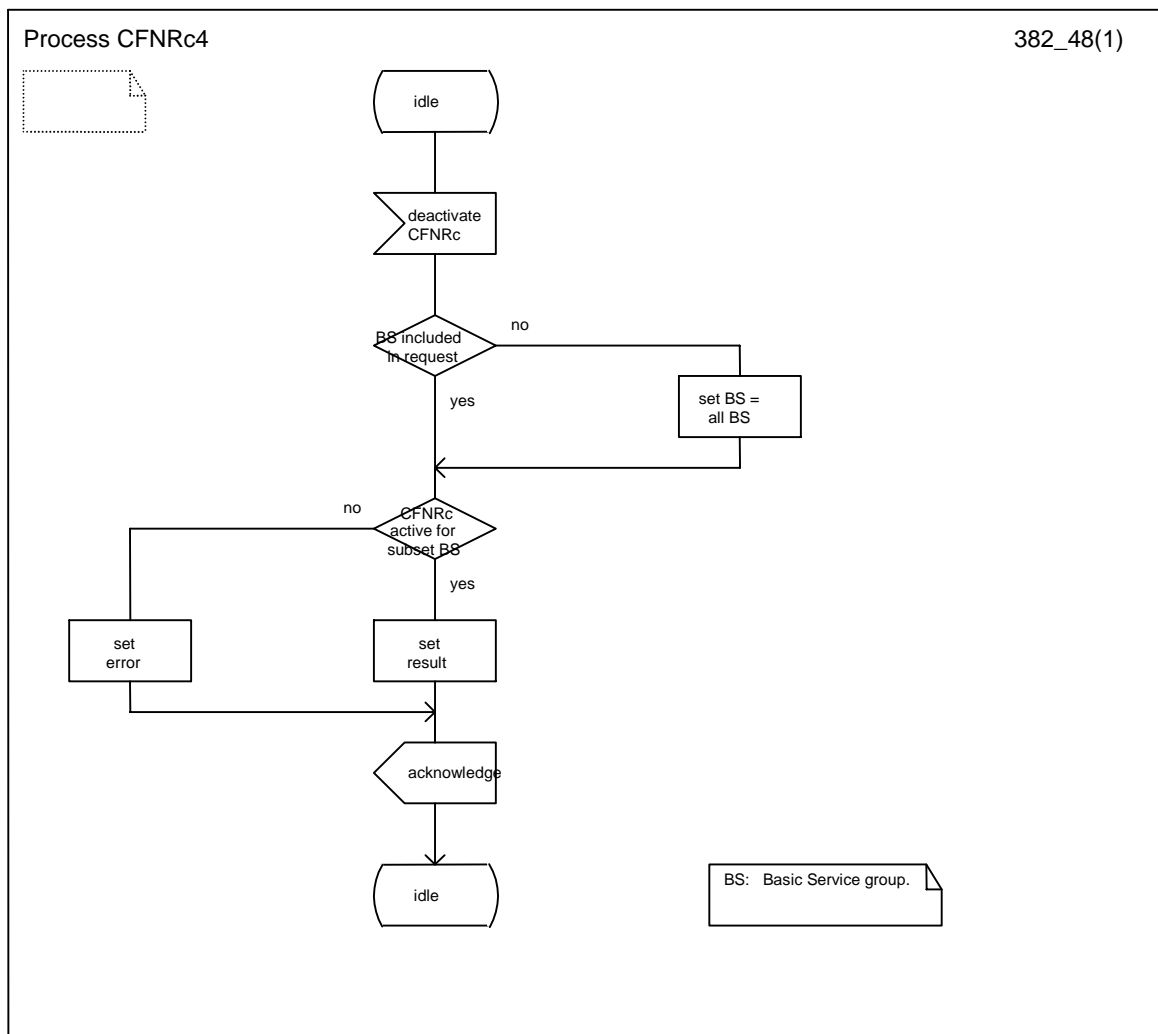 Process CFNRc4
382_48(1)
idle
deactivate
CFNRc
BS included
in request
no
yes
set BS =
all BS
CFNRc
active for
subset BS
no
yes
set
error
set
result
acknowledge
idle
BS: Basic Service group.